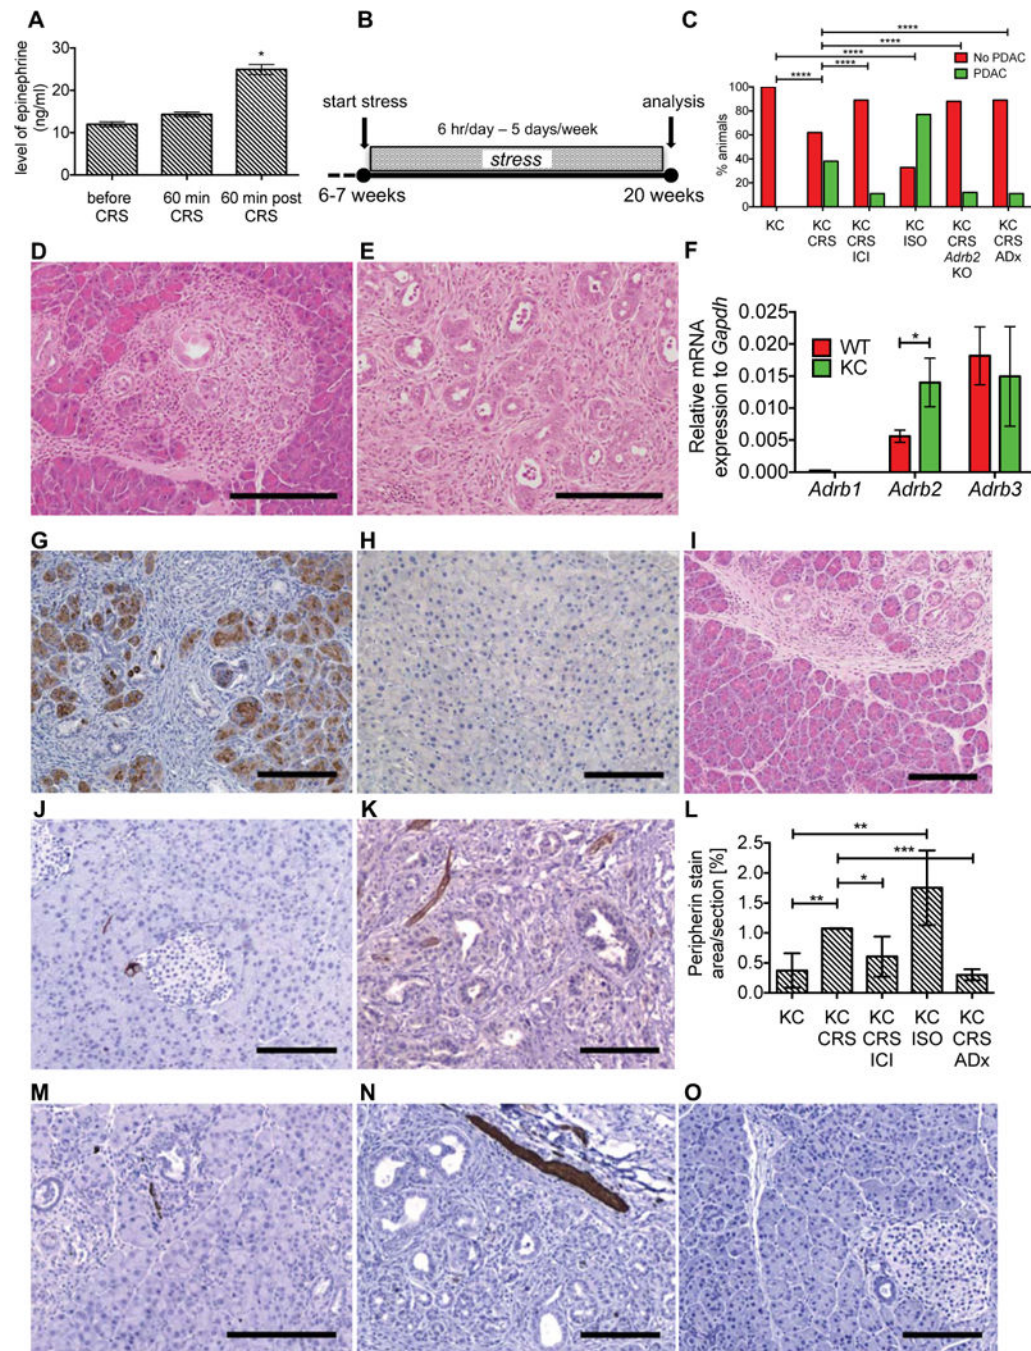 A
level of epinephrine
(ng/ml)
30
20
10
0
*
before
CRS
60 min
CRS
60 min post
CRS
B
start stress
analysis
6 hr/day – 5 days/week
stress
6-7 weeks
20 weeks
C
****
****
****
****
****
No PDAC
PDAC
% animals
100
80
60
40
20
0
KC
KC
CRS
KC
CRS
ICI
KC
ISO
KC
CRS
Adrb2
KO
KC
CRS
ADx
D
E
F
Relative mRNA
expression to Gapdh
0.025
0.020
0.015
0.010
0.005
0.000
WT
KC
*
Adrb1
Adrb2
Adrb3
G
H
I
J
K
L
Peripherin stain
area/section [%]
2.5
2.0
1.5
1.0
0.5
0.0
**
***
*
**
KC
KC
CRS
KC
CRS
ICI
KC
ISO
KC
CRS
ADx
M
N
O